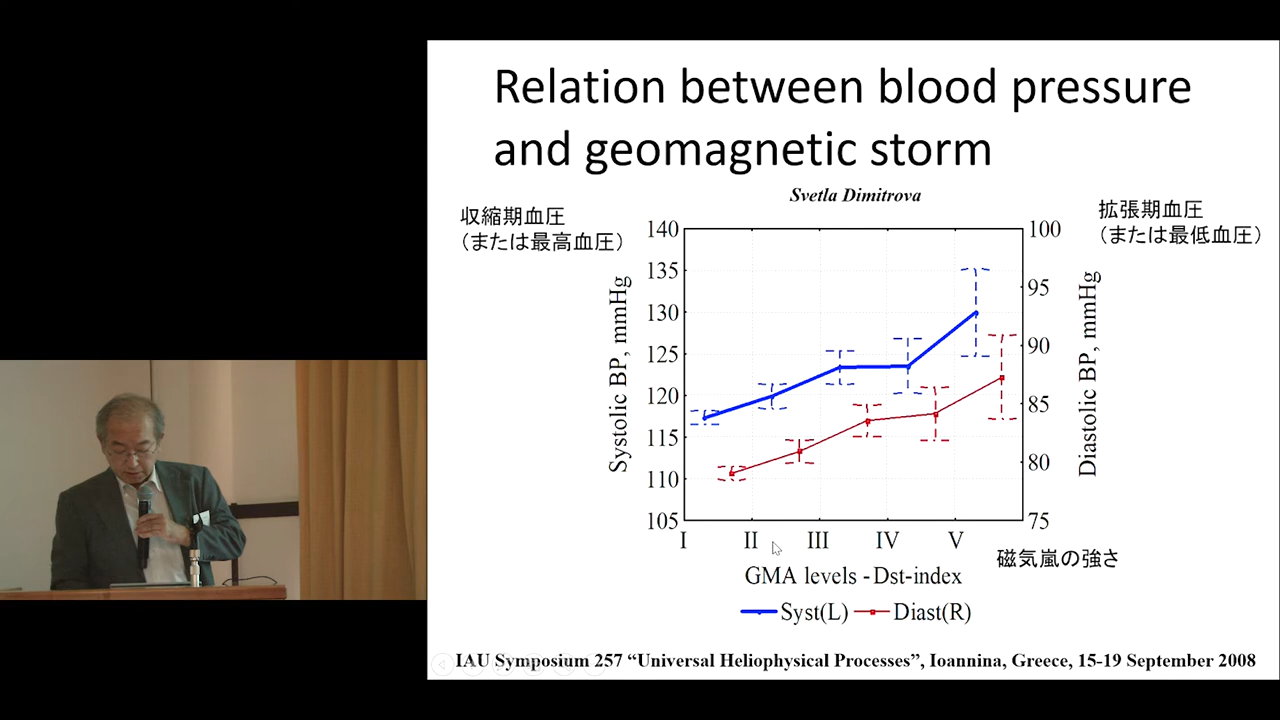 Relation between blood pressure
and geomagnetic storm
Svetla Dimitrova
収縮期血圧
(または最高血圧)
拡張期血圧
(または最低血圧)
140
135
130
125
120
115
110
105
Systolic BP, mmHg
100
95
90
85
80
75
Diastolic BP, mmHg
I II III IV V
磁気嵐の強さ
GMA levels - Dst-index
Syst(L) Diast(R)
IAU Symposium 257 “Universal Heliophysical Processes”, Ioannina, Greece, 15-19 September 2008